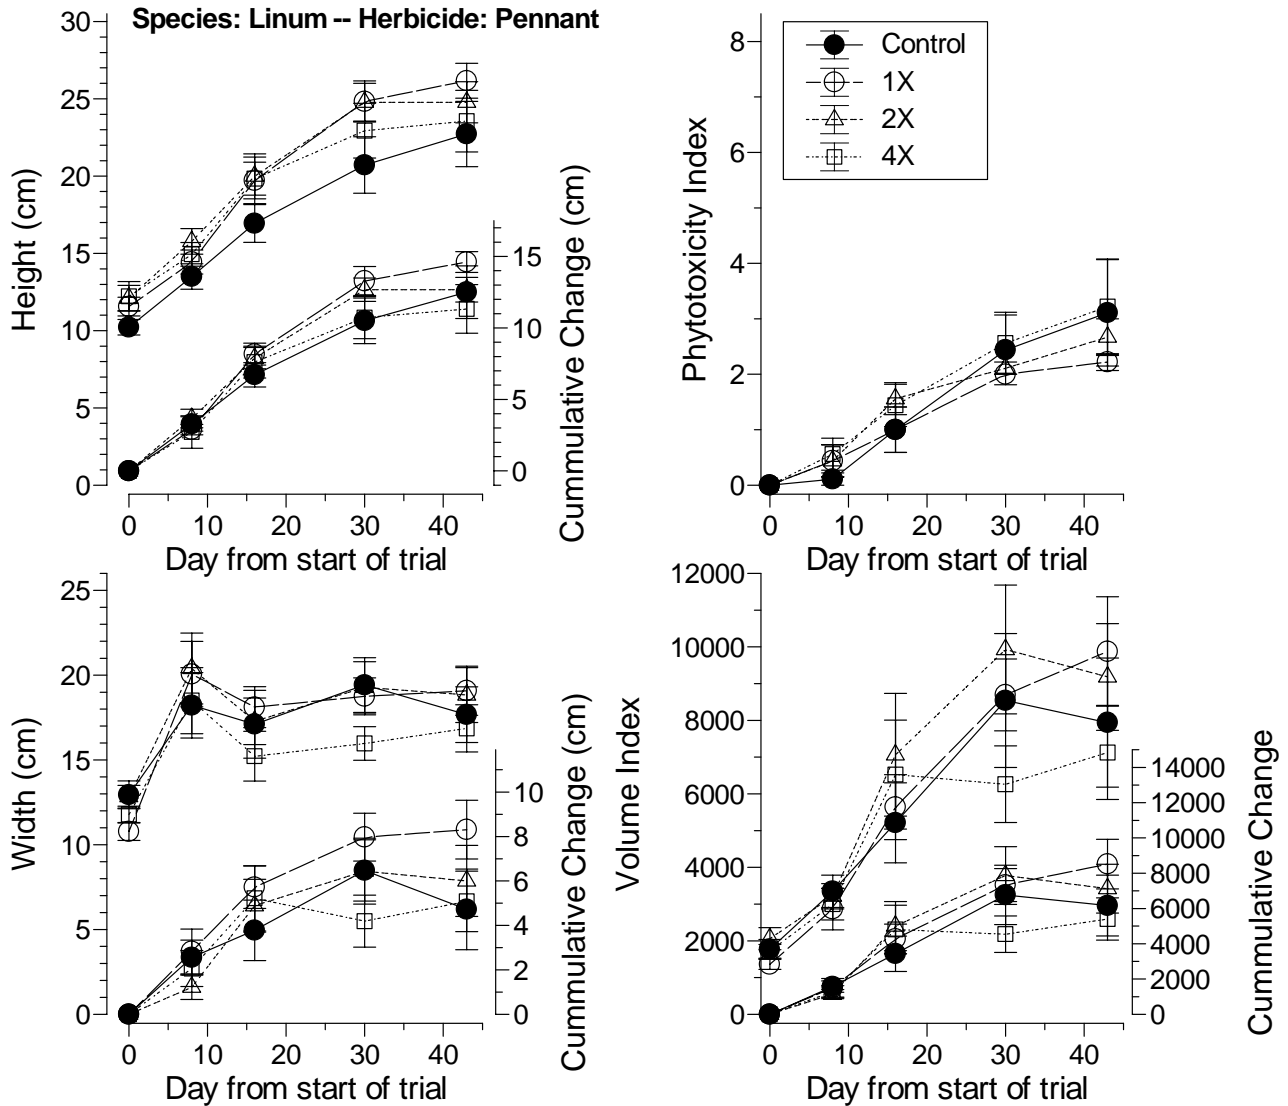 Species: Linum -- Herbicide: Pennant
30
25
20
15
10
5
0
Height (cm)
15
10
5
0
Cummulative Change (cm)
0 10 20 30 40
Day from start of trial
8
6
4
2
0
Phytotoxicity Index
Control
1X
2X
4X
0 10 20 30 40
Day from start of trial
25
20
15
10
5
0
Width (cm)
10
8
6
4
2
0
Cummulative Change (cm)
0 10 20 30 40
Day from start of trial
12000
10000
8000
6000
4000
2000
0
Volume Index
14000
12000
10000
8000
6000
4000
2000
0
Cummulative Change
0 10 20 30 40
Day from start of trial